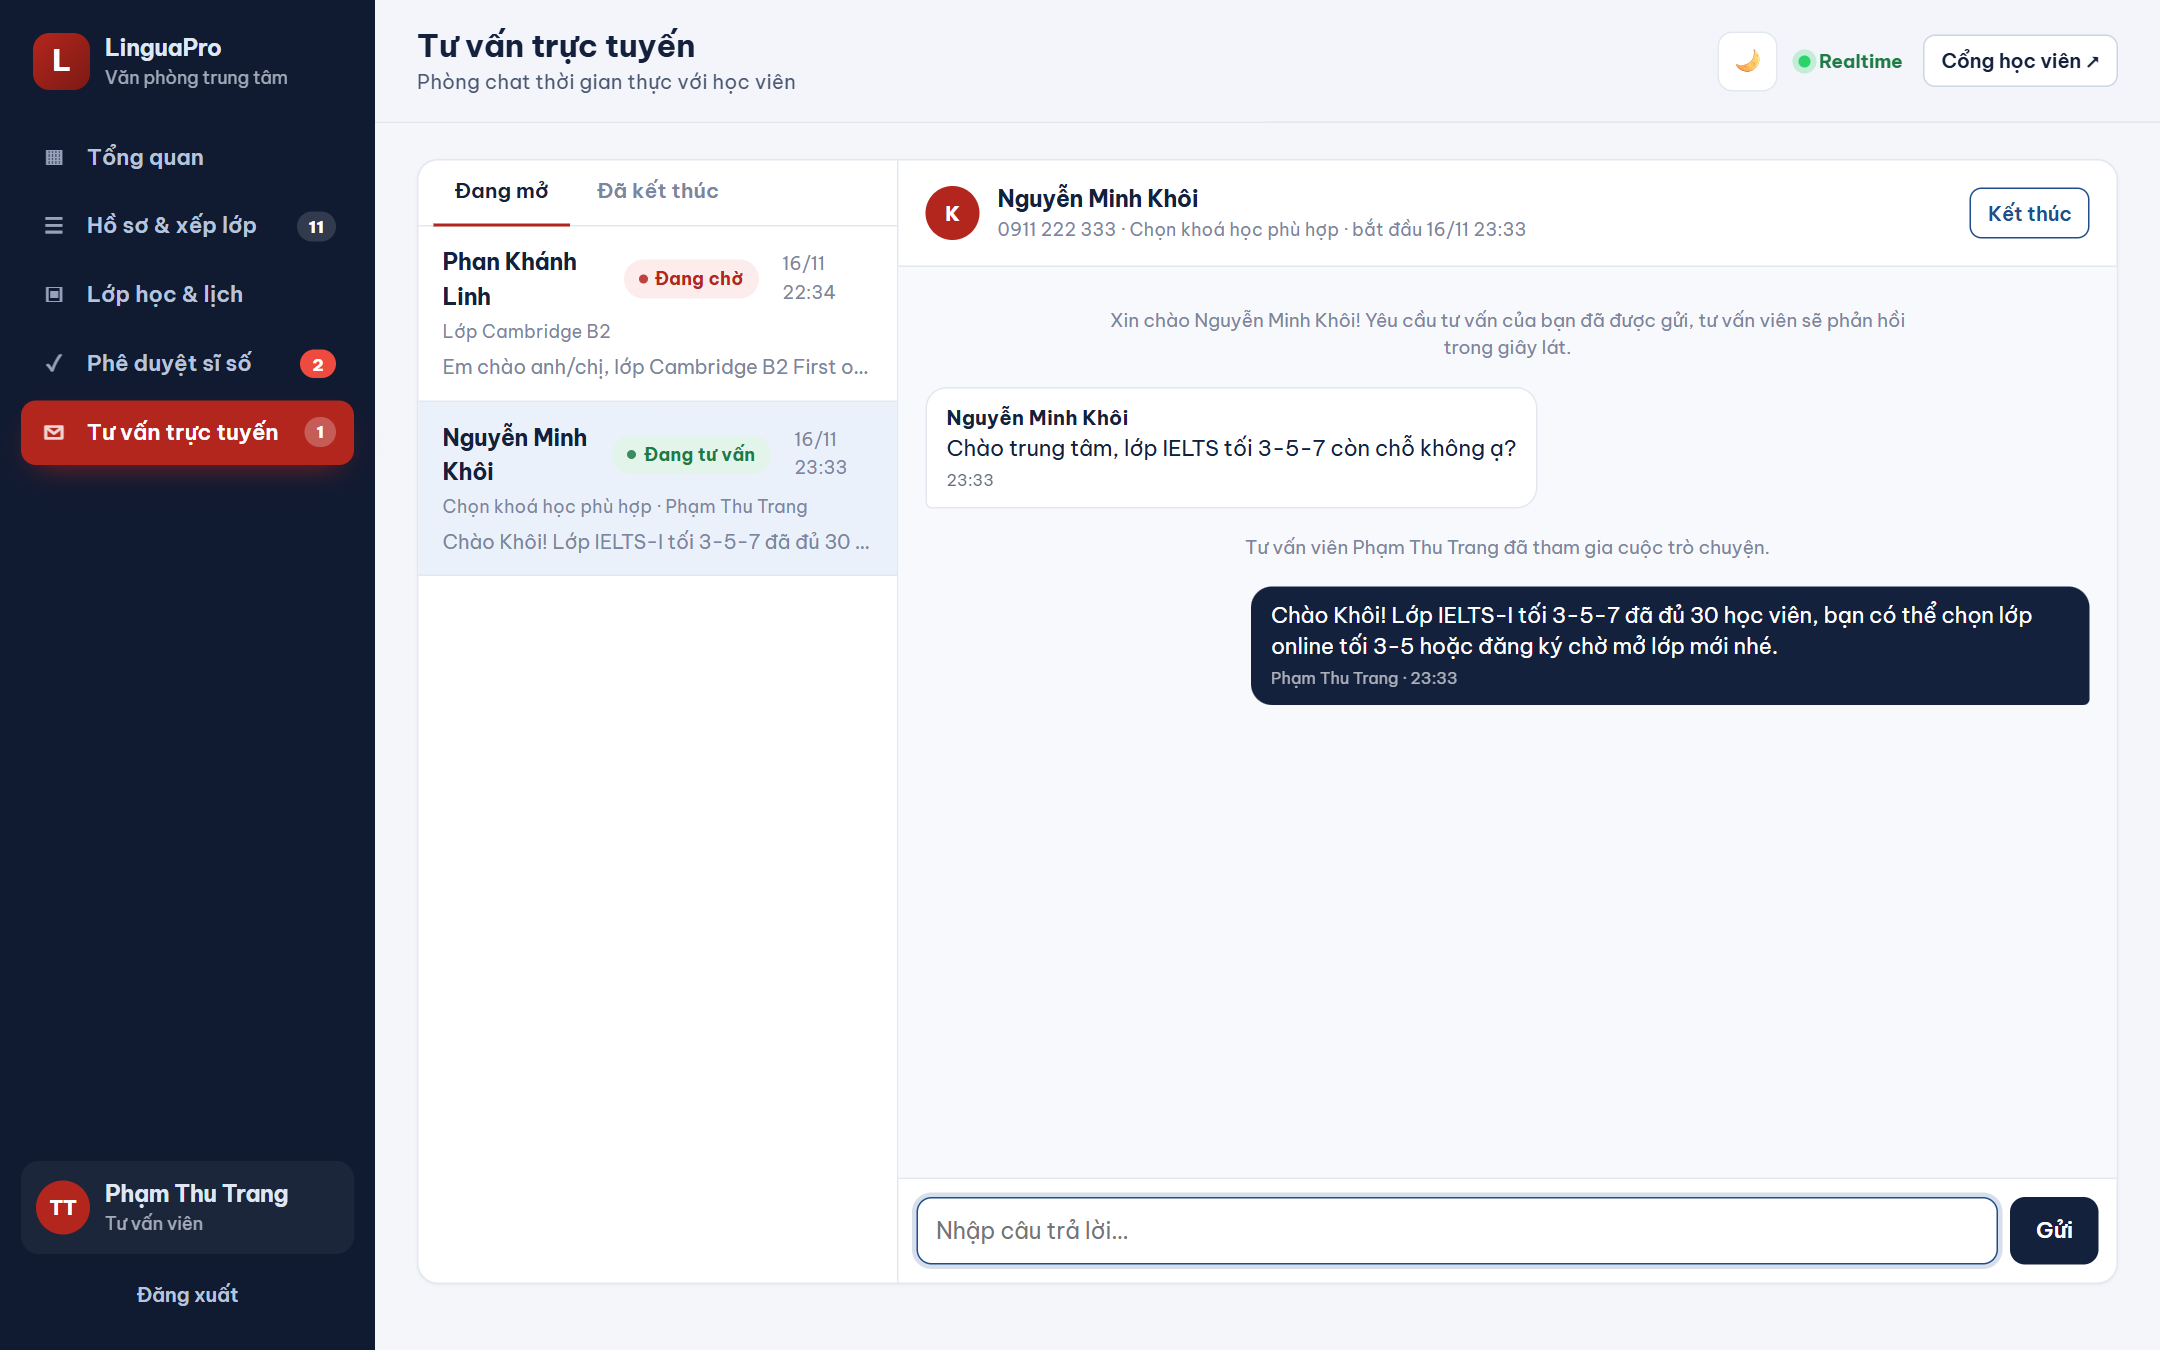 L
LinguaPro
Văn phòng trung tâm
Tổng quan
Hồ sơ & xếp lớp 11
Lớp học & lịch
Phê duyệt sĩ số 2
Tư vấn trực tuyến 1
TT
Phạm Thu Trang
Tư vấn viên
Đăng xuất
Tư vấn trực tuyến
Phòng chat thời gian thực với học viên
Realtime
Cổng học viên ↗
Đang mở Đã kết thúc
Phan Khánh
Linh
Đang chờ
16/11
22:34
Lớp Cambridge B2
Em chào anh/chị, lớp Cambridge B2 First o...
Nguyễn Minh
Khôi
Đang tư vấn
16/11
23:33
Chọn khoá học phù hợp · Phạm Thu Trang
Chào Khôi! Lớp IELTS-I tối 3-5-7 đã đủ 30 ...
K
Nguyễn Minh Khôi
0911 222 333 · Chọn khoá học phù hợp · bắt đầu 16/11 23:33
Kết thúc
Xin chào Nguyễn Minh Khôi! Yêu cầu tư vấn của bạn đã được gửi, tư vấn viên sẽ phản hồi
trong giây lát.
Nguyễn Minh Khôi
Chào trung tâm, lớp IELTS tối 3-5-7 còn chỗ không ạ?
23:33
Tư vấn viên Phạm Thu Trang đã tham gia cuộc trò chuyện.
Chào Khôi! Lớp IELTS-I tối 3-5-7 đã đủ 30 học viên, bạn có thể chọn lớp
online tối 3-5 hoặc đăng ký chờ mở lớp mới nhé.
Phạm Thu Trang · 23:33
Nhập câu trả lời...
Gửi